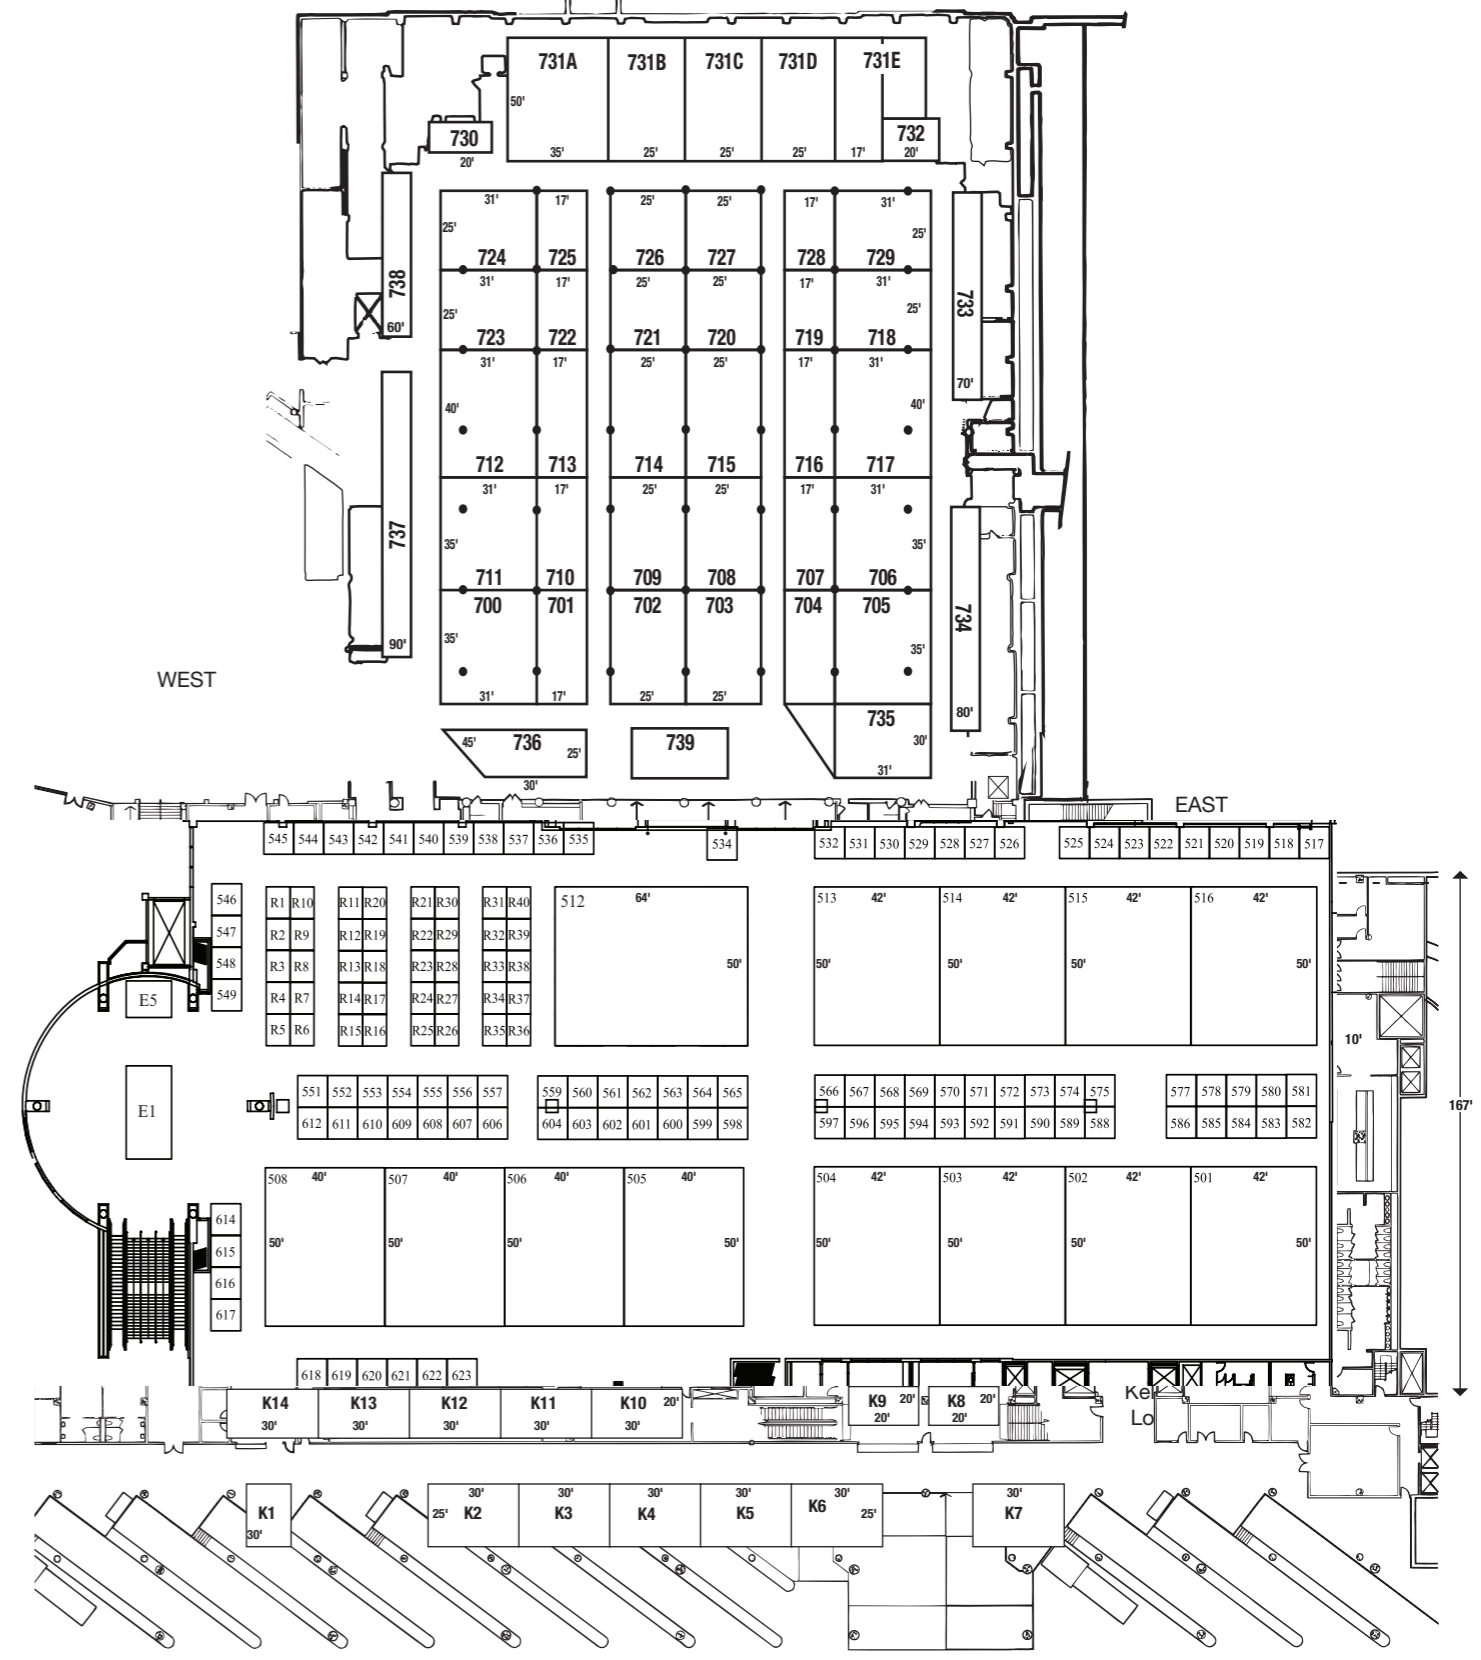 731A 731B 731C 731D 731E
50'
730
732
20' 35' 25' 25' 25' 17' 20'
31' 17' 25' 25' 17' 31'
25' 25'
724 725 726 727 728 729
738
733
31' 17' 25' 25' 17' 31'
25' 25'
60'
723 722 721 720 719 718
31' 17' 25' 25' 17' 31'
70'
40' 40'
712 713 714 715 716 717
31' 17' 25' 25' 17' 31'
737
35' 35'
711 710 709 708 707 706
700 701 702 703 704 705
734
90' 35' 35'
WEST
31' 17' 25' 25'
80'
735
736 739
45' 25' 30'
31'
30'
EAST
545 544 543 542 541 540 539 538 537 536 535 534 532 531 530 529 528 527 526 525 524 523 522 521 520 519 518 517
546 R1 R10 R11 R20 R21 R30 R31 R40 512 64' 513 42' 514 42' 515 42' 516 42'
547 R2 R9 R12 R19 R22 R29 R32 R39
548 R3 R8 R13 R18 R23 R28 R33 R38 50' 50' 50' 50' 50'
549 R4 R7 R14 R17 R24 R27 R34 R37
E5
R5 R6 R15 R16 R25 R26 R35 R36
10'
551 552 553 554 555 556 557 559 560 561 562 563 564 565 566 567 568 569 570 571 572 573 574 575 577 578 579 580 581
E1
167'
612 611 610 609 608 607 606 604 603 602 601 600 599 598 597 596 595 594 593 592 591 590 589 588 586 585 584 583 582
508 40' 507 40' 506 40' 505 40' 504 42' 503 42' 502 42' 501 42'
614
615 50' 50' 50' 50' 50' 50' 50' 50'
616
617
618 619 620 621 622 623
Ke
Lo
K14 K13 K12 K11 K10 20' K9 20' K8 20'
30' 30' 30' 30' 30' 20' 20'
30' 30' 30' 30' 30' 30'
K1 25' K2 K3 K4 K5 K6 25' K7
30'